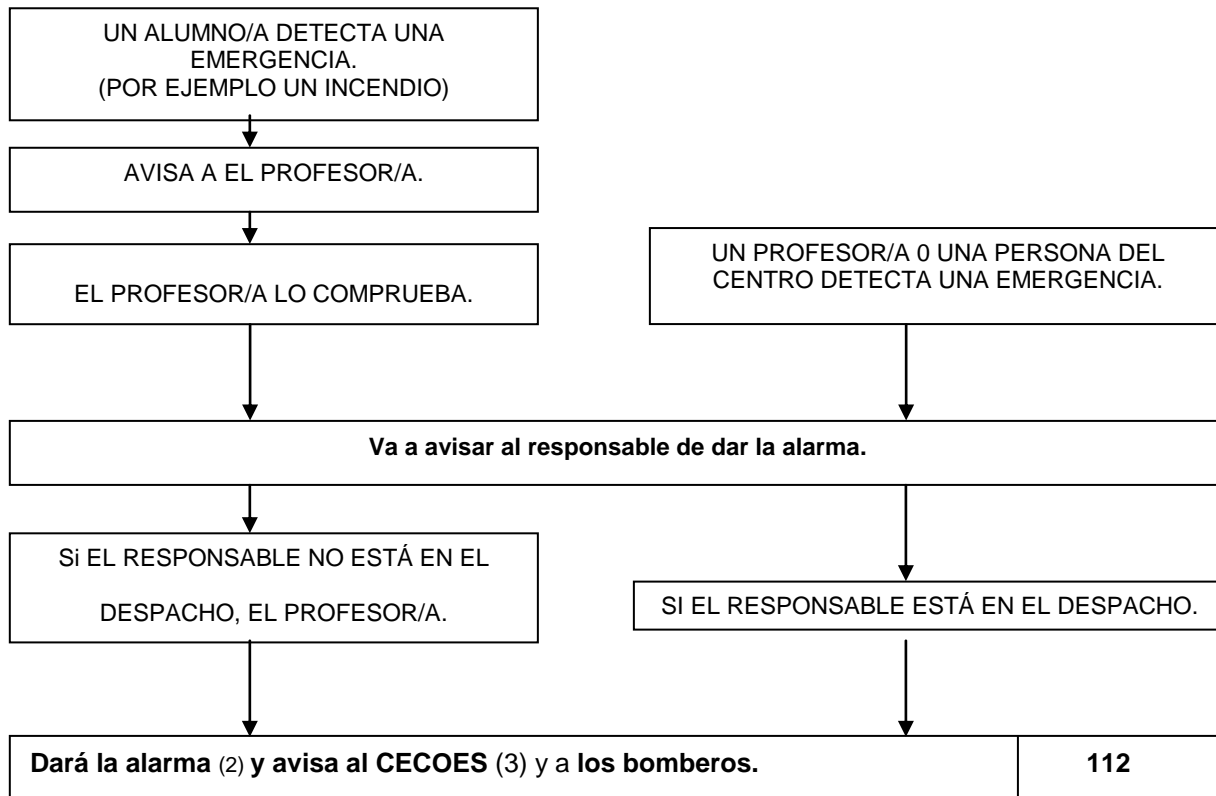 UN ALUMNO/A DETECTA UNA
EMERGENCIA.
(POR EJEMPLO UN INCENDIO)
AVISA A EL PROFESOR/A.
EL PROFESOR/A LO COMPRUEBA.
UN PROFESOR/A 0 UNA PERSONA DEL
CENTRO DETECTA UNA EMERGENCIA.
Va a avisar al responsable de dar la alarma.
Si EL RESPONSABLE NO ESTÁ EN EL
DESPACHO, EL PROFESOR/A.
SI EL RESPONSABLE ESTÁ EN EL DESPACHO.
Dará la alarma (2) y avisa al CECOES (3) y a los bomberos.
112